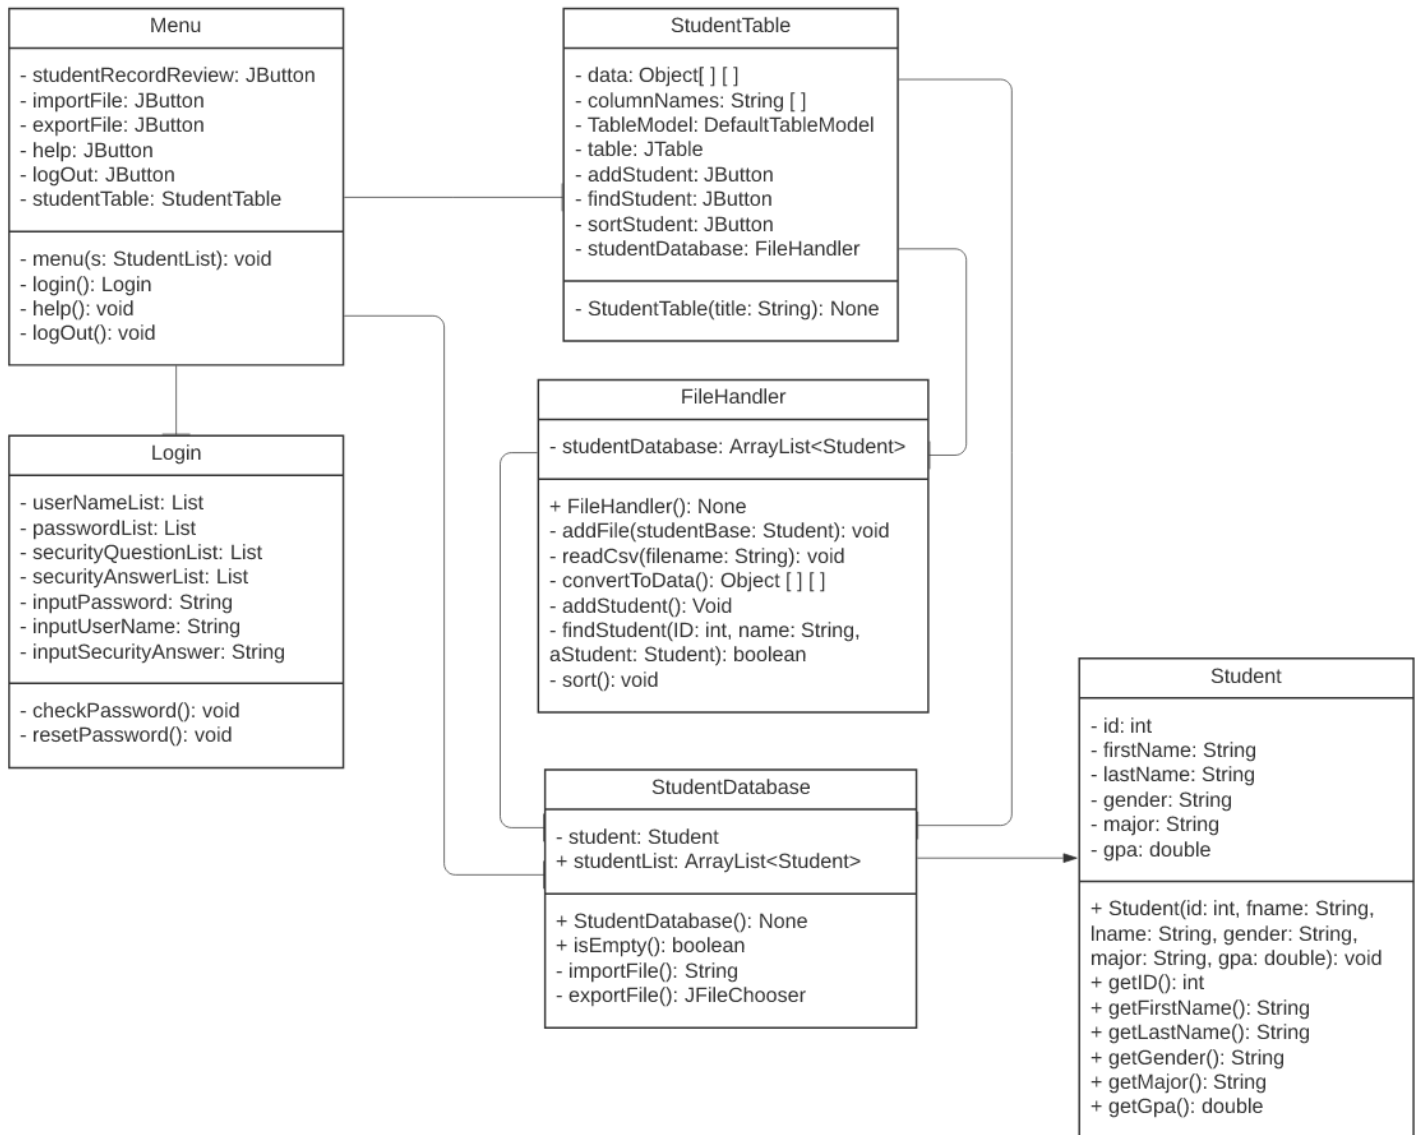 Menu
- studentRecordReview: JButton
- importFile: JButton
- exportFile: JButton
- help: JButton
- logOut: JButton
- studentTable: StudentTable
- menu(s: StudentList): void
- login(): Login
- help(): void
- logOut(): void
StudentTable
- data: Object[ ] [ ]
- columnNames: String [ ]
- TableModel: DefaultTableModel
- table: JTable
- addStudent: JButton
- findStudent: JButton
- sortStudent: JButton
- studentDatabase: FileHandler
- StudentTable(title: String): None
FileHandler
- studentDatabase: ArrayList<Student>
+ FileHandler(): None
- addFile(studentBase: Student): void
- readCsv(filename: String): void
- convertToData(): Object [ ] [ ]
- addStudent(): Void
- findStudent(ID: int, name: String,
aStudent: Student): boolean
- sort(): void
Login
- userNameList: List
- passwordList: List
- securityQuestionList: List
- securityAnswerList: List
- inputPassword: String
- inputUserName: String
- inputSecurityAnswer: String
- checkPassword(): void
- resetPassword(): void
StudentDatabase
- student: Student
+ studentList: ArrayList<Student>
+ StudentDatabase(): None
+ isEmpty(): boolean
- importFile(): String
- exportFile(): JFileChooser
Student
- id: int
- firstName: String
- lastName: String
- gender: String
- major: String
- gpa: double
+ Student(id: int, fname: String,
lname: String, gender: String,
major: String, gpa: double): void
+ getID(): int
+ getFirstName(): String
+ getLastName(): String
+ getGender(): String
+ getMajor(): String
+ getGpa(): double